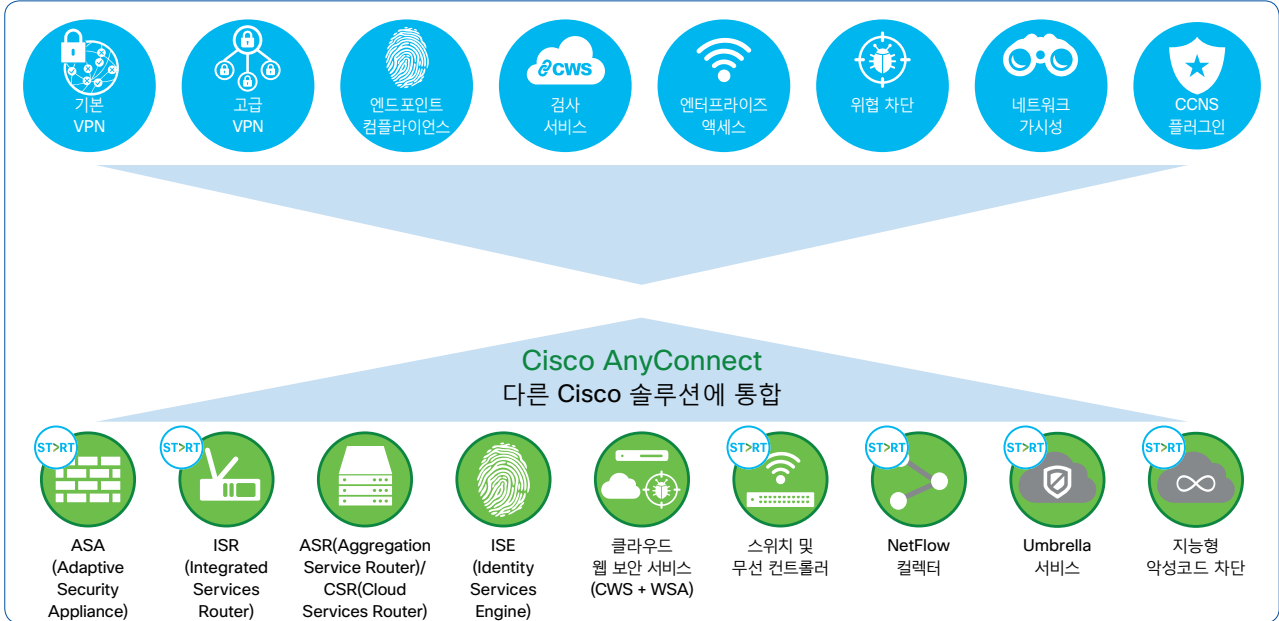 기본
VPN
고급
VPN
엔드포인트
컴플라이언스
CWS
검사
서비스
엔터프라이즈
액세스
위협 차단
네트워크
가시성
CCNS
플러그인
Cisco AnyConnect
다른 Cisco 솔루션에 통합
ST>RT
ASA
(Adaptive
Security
Appliance)
ST>RT
ISR
(Integrated
Services
Router)
ASR(Aggregation
Service Router)/
CSR(Cloud
Services Router)
ISE
(Identity
Services
Engine)
클라우드
웹 보안 서비스
(CWS + WSA)
ST>RT
스위치 및
무선 컨트롤러
ST>RT
NetFlow
컬렉터
ST>RT
Umbrella
서비스
ST>RT
지능형
악성코드 차단